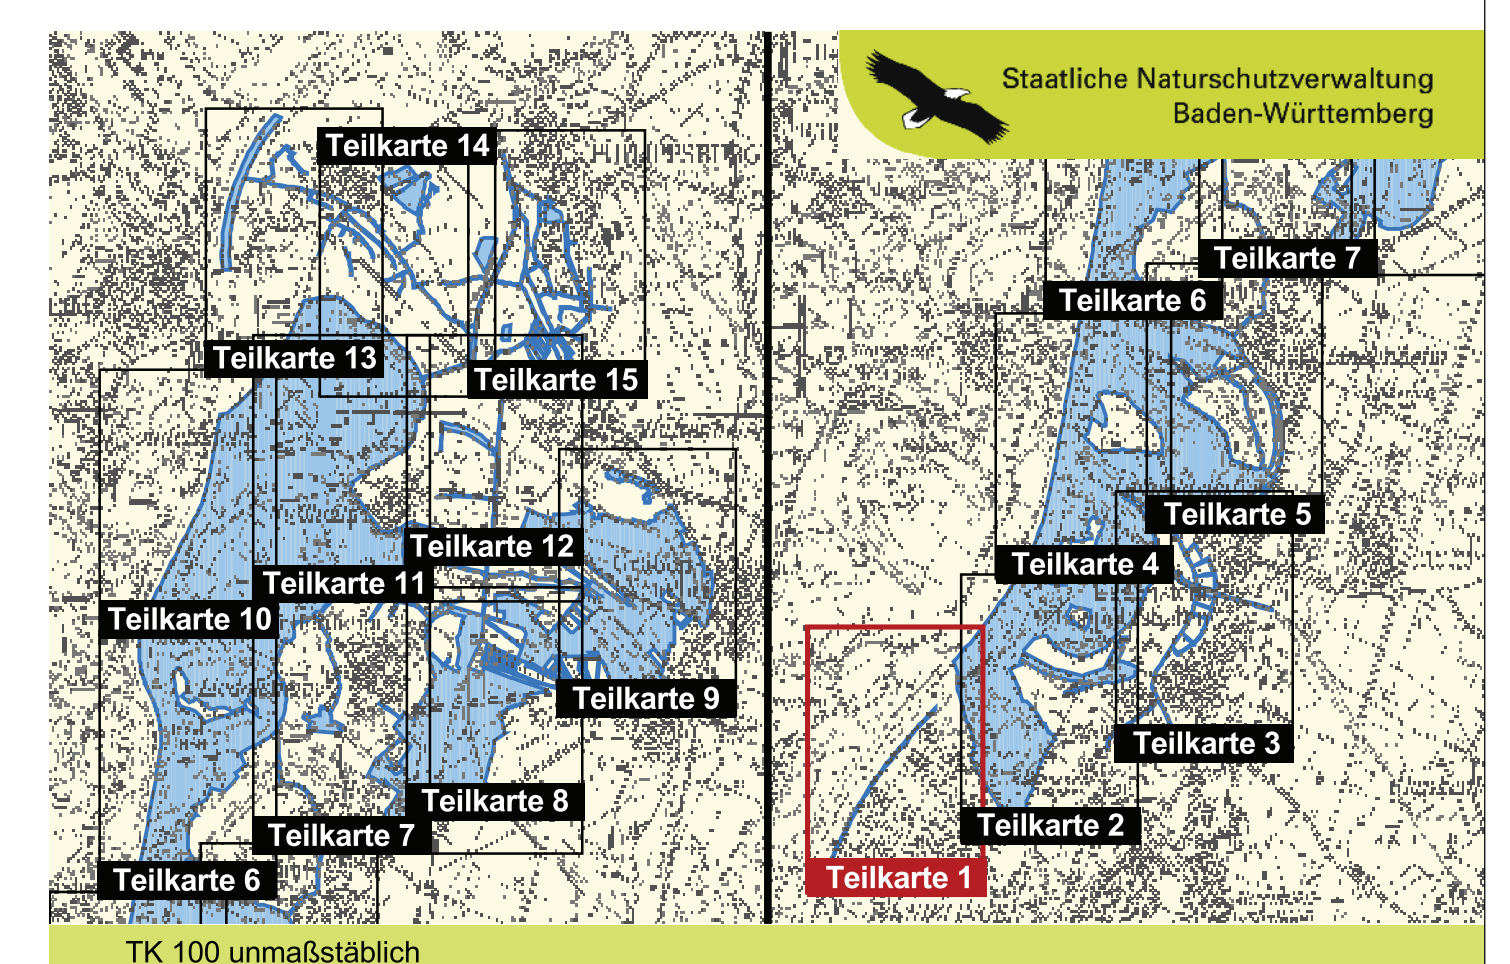 Staatliche Naturschutzverwaltung
Baden-Württemberg
Teilkarte 14
Teilkarte 13
Teilkarte 15
Teilkarte 12
Teilkarte 11
Teilkarte 10
Teilkarte 9
Teilkarte 8
Teilkarte 7
Teilkarte 6
Teilkarte 7
Teilkarte 6
Teilkarte 5
Teilkarte 4
Teilkarte 3
Teilkarte 2
Teilkarte 1
TK 100 unmaßstäblich